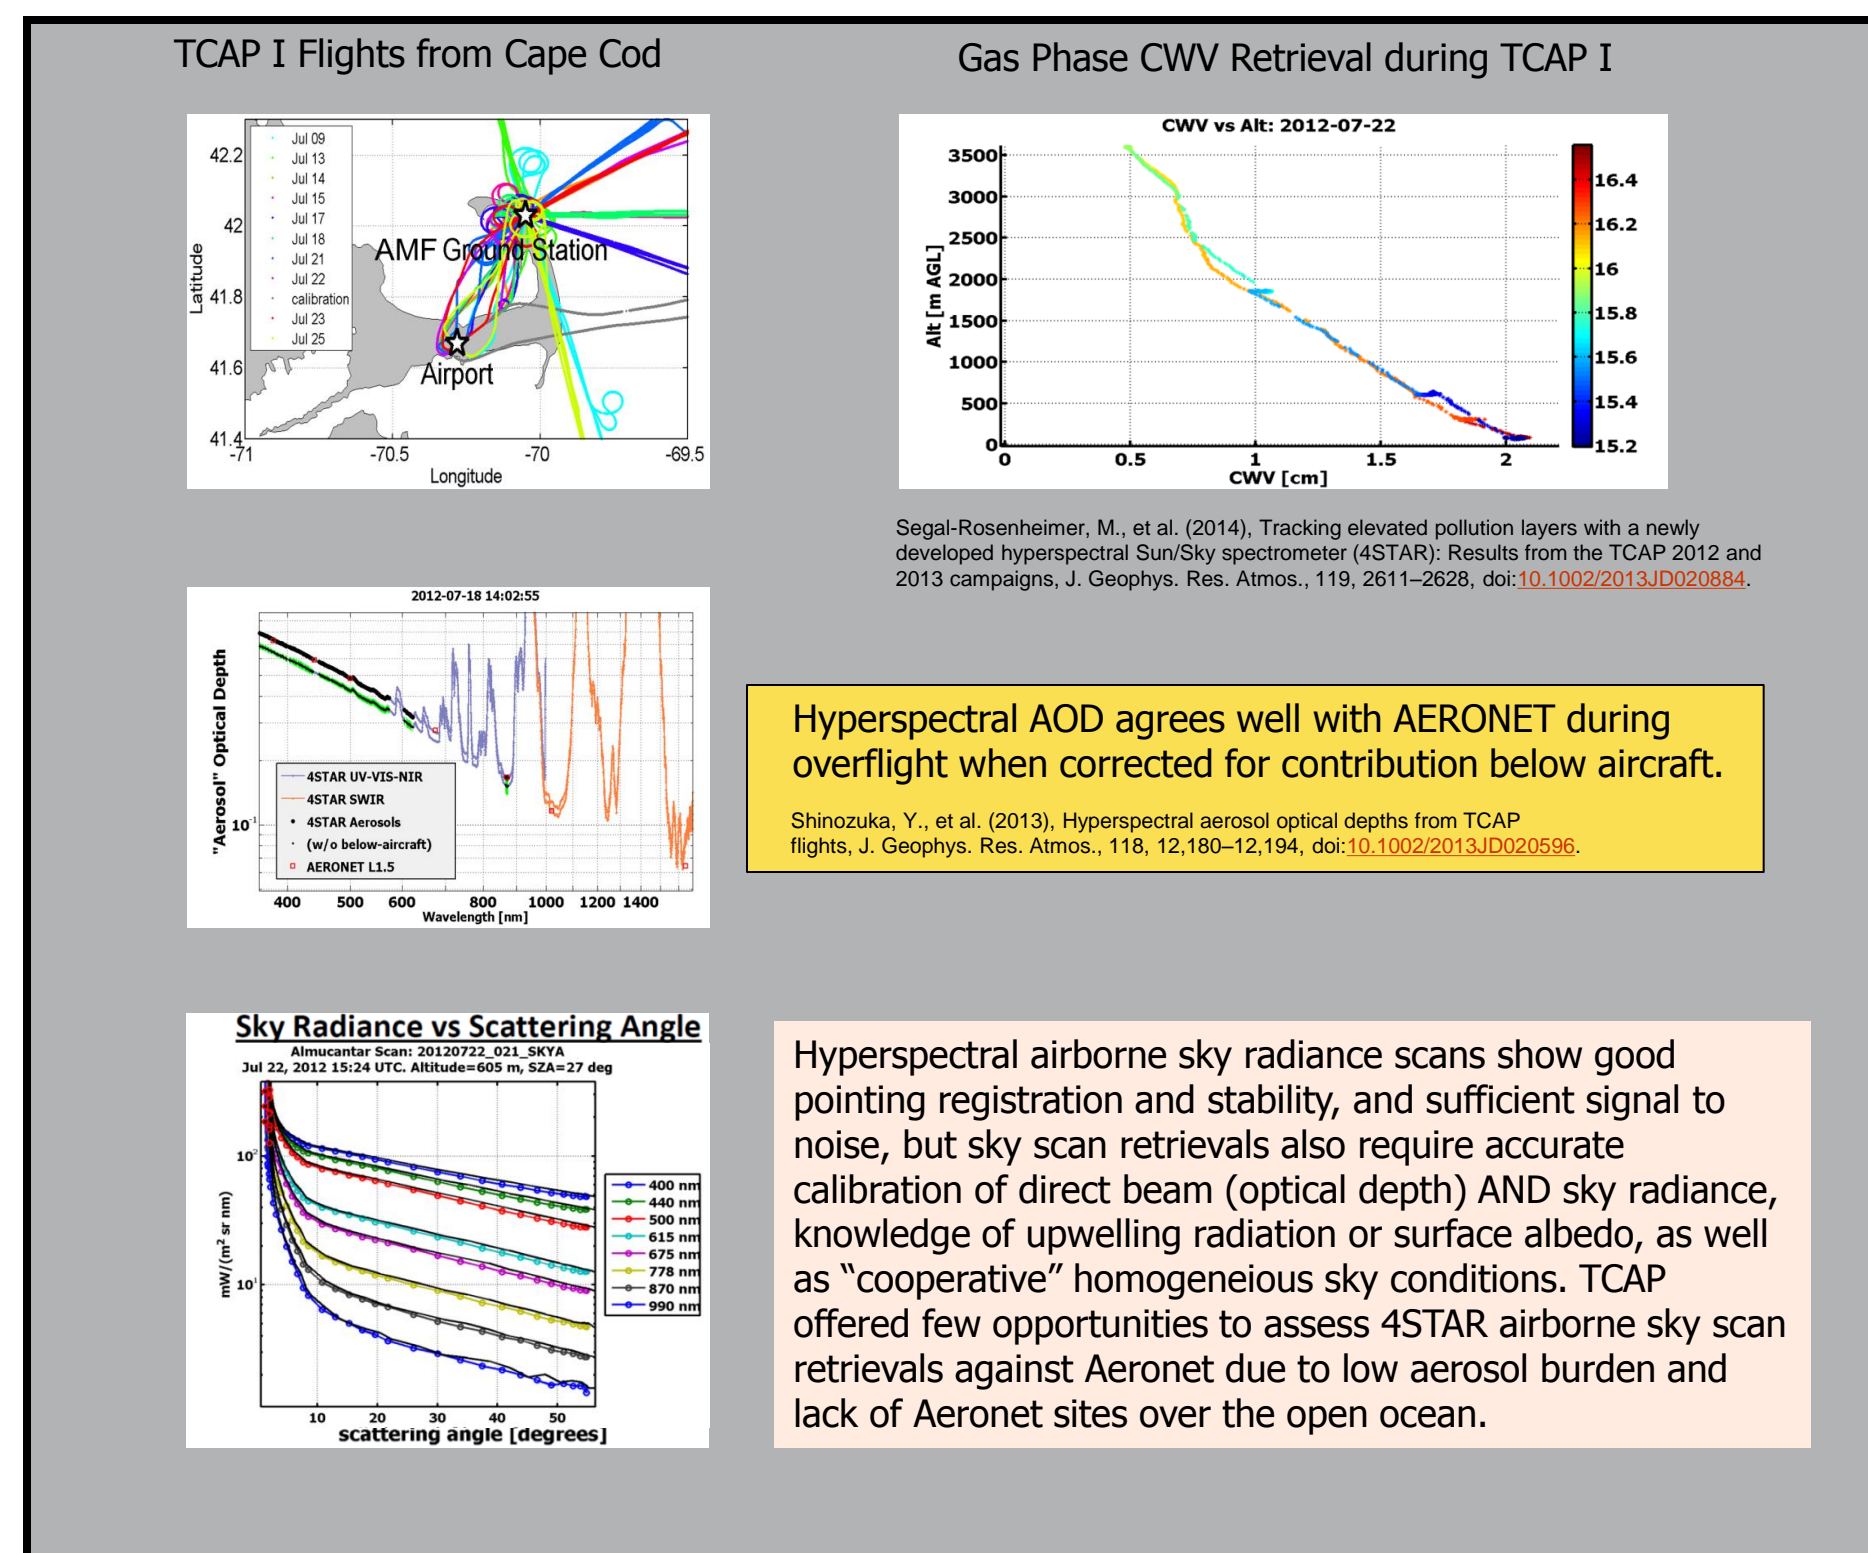 TCAP I Flights from Cape Cod
Gas Phase CWV Retrieval during TCAP I
42.2
42
41.8
41.6
41.4
Latitude
-71
-70.5
-70
-69.5
Longitude
Jul 09
Jul 13
Jul 14
Jul 15
Jul 17
Jul 18
Jul 21
Jul 22
calibration
Jul 23
Jul 25
AMF Ground Station
Airport
CWV vs Alt: 2012-07-22
3500
3000
2500
2000
1500
1000
500
0
Alt [m AGL]
0
0.5
1
1.5
2
CWV [cm]
16.4
16.2
16
15.8
15.6
15.4
15.2
Segal-Rosenheimer, M., et al. (2014), Tracking elevated pollution layers with a newly
developed hyperspectral Sun/Sky spectrometer (4STAR): Results from the TCAP 2012 and
2013 campaigns, J. Geophys. Res. Atmos., 119, 2611–2628, doi:10.1002/2013JD020884.
2012-07-18 14:02:55
"Aerosol" Optical Depth
10-1
4STAR UV-VIS-NIR
4STAR SWIR
4STAR Aerosols
(w/o below-aircraft)
AERONET L1.5
400
500
600
800
1000
1200
1400
Wavelength [nm]
Hyperspectral AOD agrees well with AERONET during
overflight when corrected for contribution below aircraft.
Shinozuka, Y., et al. (2013), Hyperspectral aerosol optical depths from TCAP
flights, J. Geophys. Res. Atmos., 118, 12,180–12,194, doi:10.1002/2013JD020596.
Sky Radiance vs Scattering Angle
Almucantar Scan: 20120722_021_SKYA
Jul 22, 2012 15:24 UTC. Altitude=605 m, SZA=27 deg
mW/(m2 sr nm)
102
101
400 nm
440 nm
500 nm
615 nm
675 nm
778 nm
870 nm
990 nm
10
20
30
40
50
scattering angle [degrees]
Hyperspectral airborne sky radiance scans show good
pointing registration and stability, and sufficient signal to
noise, but sky scan retrievals also require accurate
calibration of direct beam (optical depth) AND sky radiance,
knowledge of upwelling radiation or surface albedo, as well
as “cooperative” homogeneious sky conditions. TCAP
offered few opportunities to assess 4STAR airborne sky scan
retrievals against Aeronet due to low aerosol burden and
lack of Aeronet sites over the open ocean.